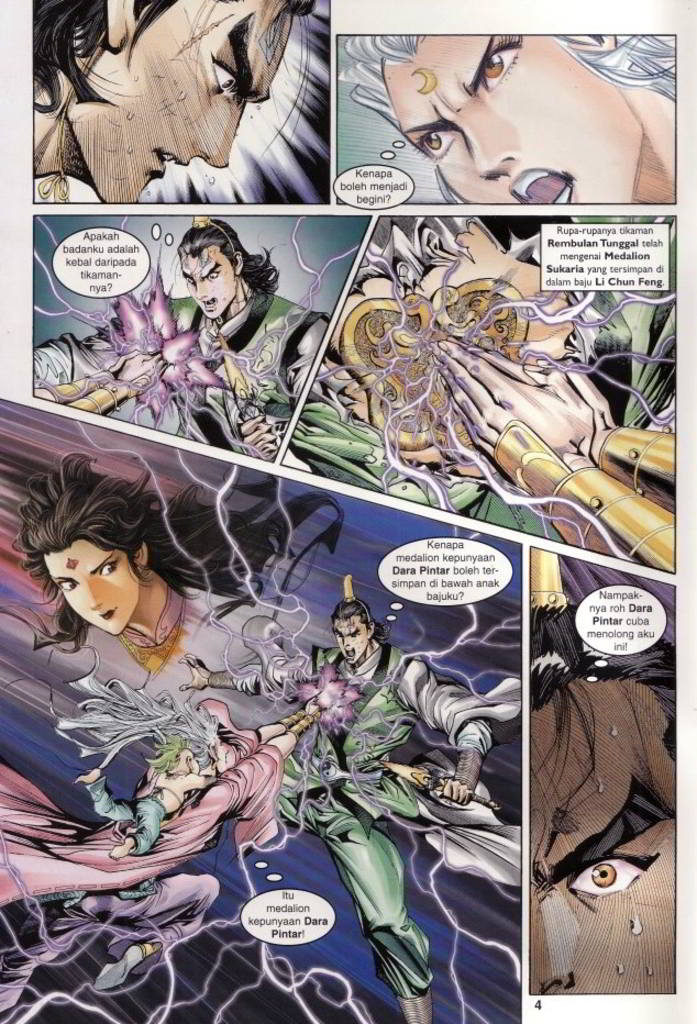 Kenapa
boleh menjadi
begini?
Apakah
badanku adalah
kebal daripada
tikaman-
nya?
Rupa-rupanya tikaman
Rembulan Tunggal telah
mengenai Medalion
Sukaria yang tersimpan di
dalam baju Li Chun Feng.
Kenapa
medalion kepunyaan
Dara Pintar boleh ter-
simpan di bawah anak
bajuku?
Nampak-
nya roh Dara
Pintar cuba
menolong aku
ini!
Itu
medalion
kepunyaan Dara
Pintar!
4